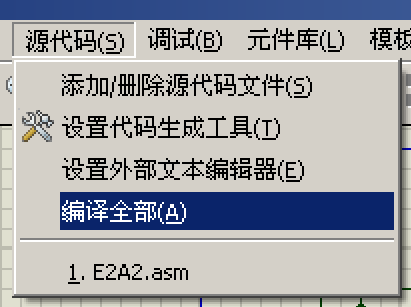 源代码(S) 调试(B) 元件库(L) 模板
添加/删除源代码文件(S)
设置代码生成工具(T)
设置外部文本编辑器(E)
编译全部(A)
1. E2A2.asm